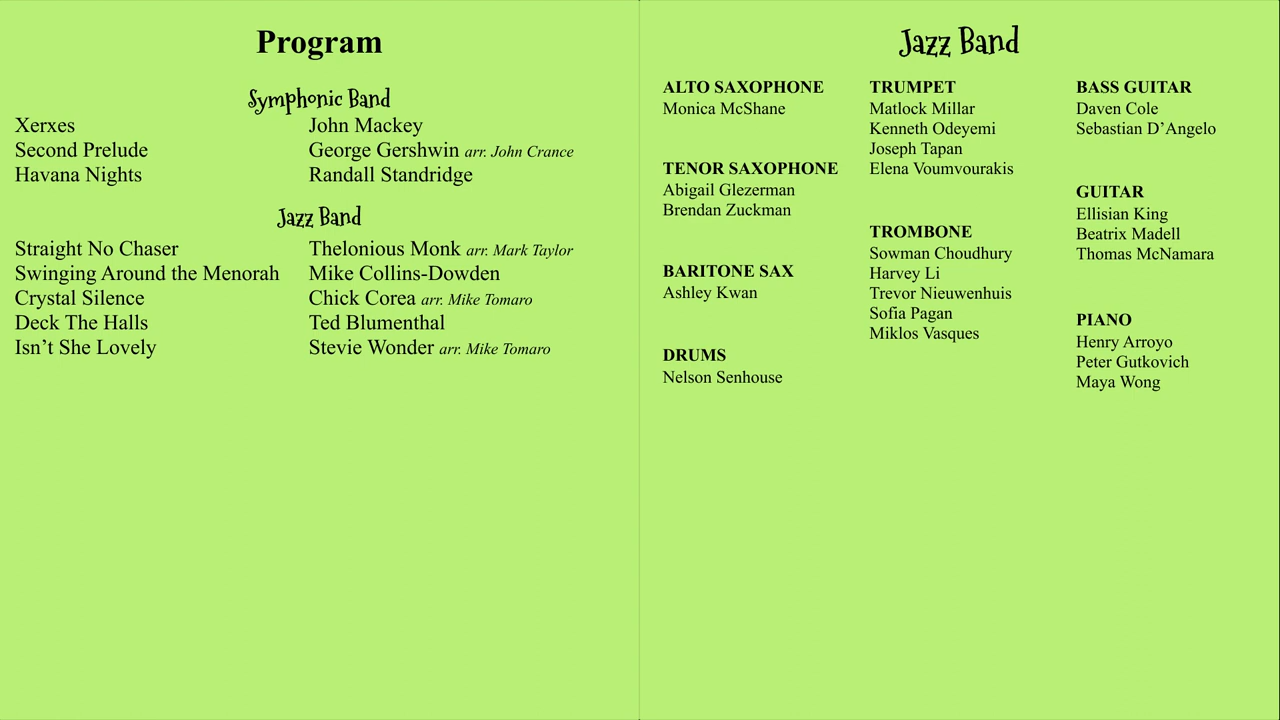 Program
Symphonic Band
Xerxes John Mackey
Second Prelude George Gershwin arr. John Crance
Havana Nights Randall Standridge
Jazz Band
Straight No Chaser Thelonious Monk arr. Mark Taylor
Swinging Around the Menorah Mike Collins-Dowden
Crystal Silence Chick Corea arr. Mike Tomaro
Deck The Halls Ted Blumenthal
Isn’t She Lovely Stevie Wonder arr. Mike Tomaro
Jazz Band
ALTO SAXOPHONE
Monica McShane
TENOR SAXOPHONE
Abigail Glezerman
Brendan Zuckman
BARITONE SAX
Ashley Kwan
DRUMS
Nelson Senhouse
TRUMPET
Matlock Millar
Kenneth Odeyemi
Joseph Tapan
Elena Voumvourakis
TROMBONE
Sowman Choudhury
Harvey Li
Trevor Nieuwenhuis
Sofia Pagan
Miklos Vasques
BASS GUITAR
Daven Cole
Sebastian D’Angelo
GUITAR
Ellisian King
Beatrix Madell
Thomas McNamara
PIANO
Henry Arroyo
Peter Gutkovich
Maya Wong